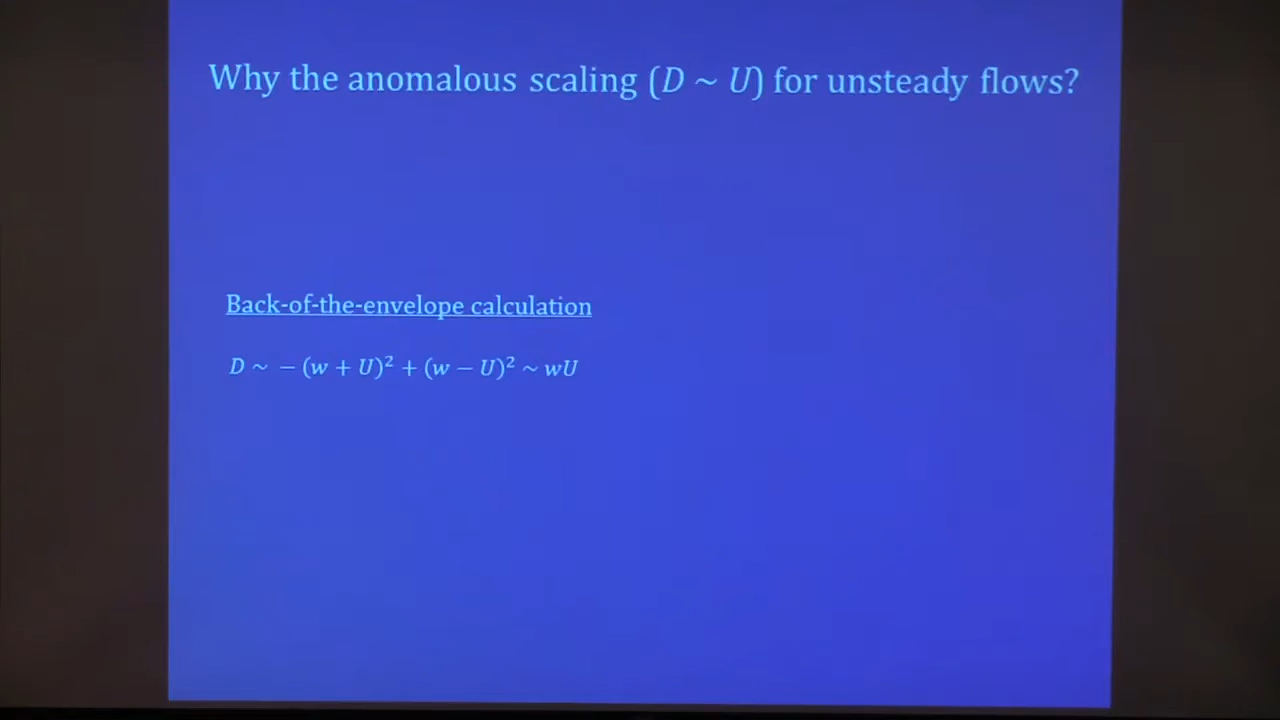 Why the anomalous scaling (D ~ U) for unsteady flows?
Back-of-the-envelope calculation
D ~ − (w + U)² + (w − U)² ~ wU